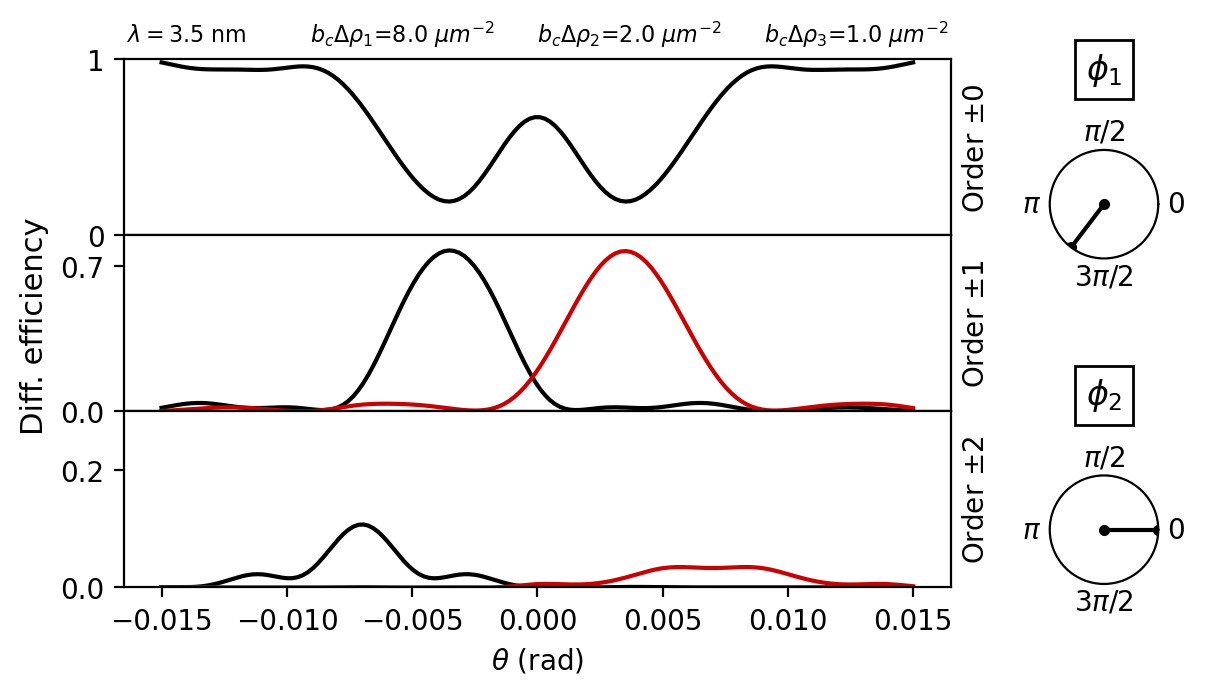 λ = 3.5 nm b_cΔρ_1=8.0 μm^−2 b_cΔρ_2=2.0 μm^−2 b_cΔρ_3=1.0 μm^−2
1
0
Order ±0
0.7
0.0
Order ±1
0.2
0.0
Order ±2
Diff. efficiency
−0.015 −0.010 −0.005 0.000 0.005 0.010 0.015
θ (rad)
ϕ_1
π/2
π 0
3π/2
ϕ_2
π/2
π 0
3π/2